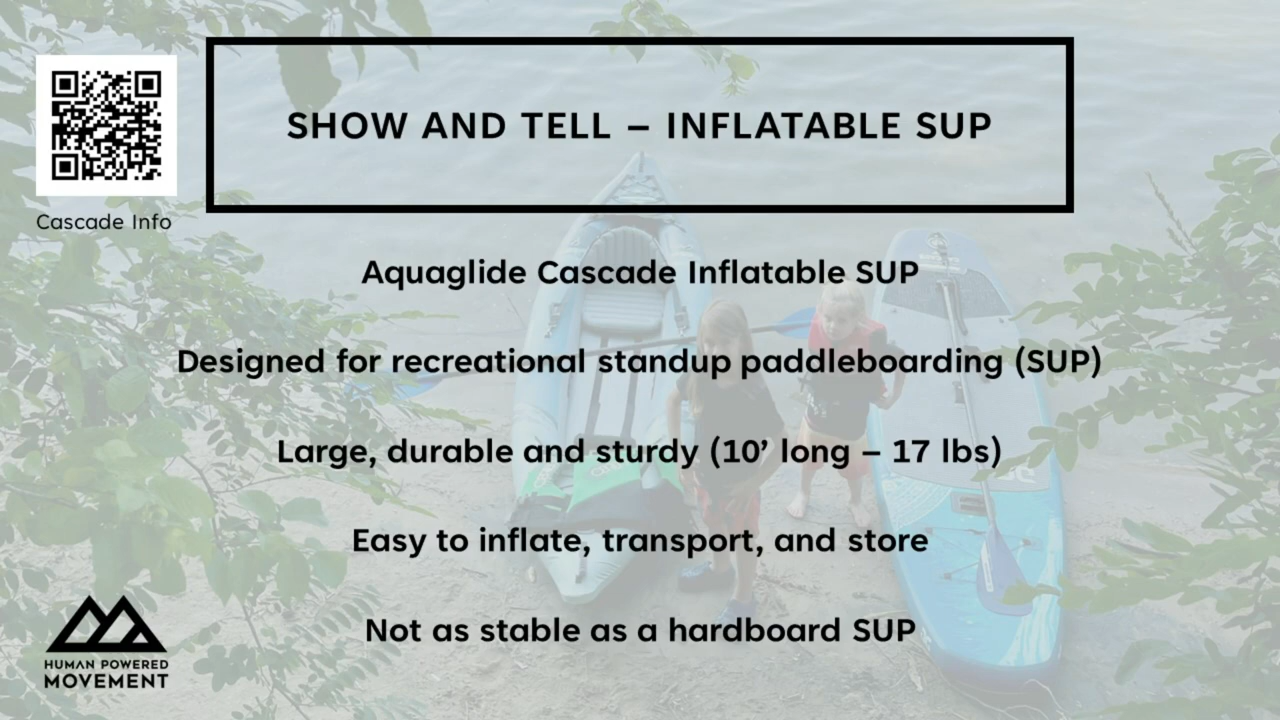 SHOW AND TELL – INFLATABLE SUP
Cascade Info
Aquaglide Cascade Inflatable SUP
Designed for recreational standup paddleboarding (SUP)
Large, durable and sturdy (10’ long – 17 lbs)
Easy to inflate, transport, and store
Not as stable as a hardboard SUP
HUMAN POWERED
MOVEMENT